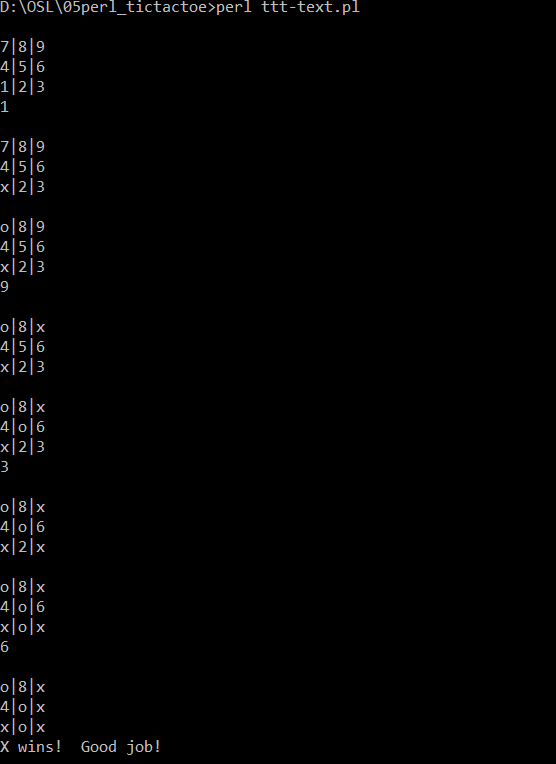 D:\OSL\05perl_tictactoe>perl ttt-text.pl
7|8|9
4|5|6
1|2|3
1
7|8|9
4|5|6
x|2|3
o|8|9
4|5|6
x|2|3
9
o|8|x
4|5|6
x|2|3
o|8|x
4|o|6
x|2|3
3
o|8|x
4|o|6
x|2|x
o|8|x
4|o|6
x|o|x
6
o|8|x
4|o|x
x|o|x
X wins!  Good job!